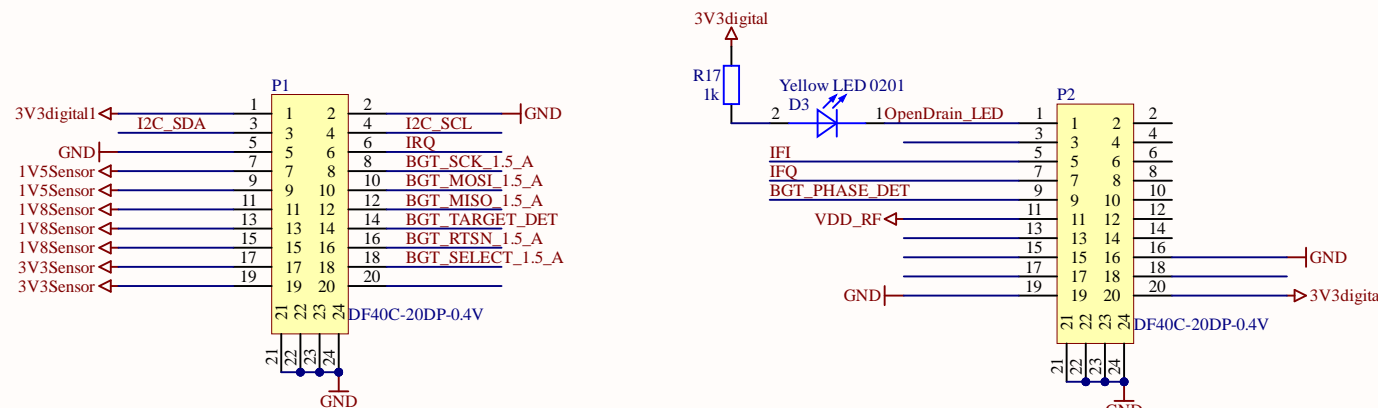 3V3digital
R17
1k
Yellow LED 0201
D3
2
1
OpenDrain_LED
P1
3V3digital1
1
1
2
2
GND
I2C_SDA
3
3
4
4
I2C_SCL
GND
5
5
6
6
IRQ
1V5Sensor
7
7
8
8
BGT_SCK_1.5_A
1V5Sensor
9
9
10
10
BGT_MOSI_1.5_A
1V8Sensor
11
11
12
12
BGT_MISO_1.5_A
1V8Sensor
13
13
14
14
BGT_TARGET_DET
1V8Sensor
15
15
16
16
BGT_RTSN_1.5_A
3V3Sensor
17
17
18
18
BGT_SELECT_1.5_A
3V3Sensor
19
19
20
20
21
22
23
24
DF40C-20DP-0.4V
21
22
23
24
GND
P2
1
1
2
2
3
3
4
4
IFI
5
5
6
6
IFQ
7
7
8
8
BGT_PHASE_DET
9
9
10
10
VDD_RF
11
11
12
12
13
13
14
14
15
15
16
16
GND
17
17
18
18
GND
19
19
20
20
3V3digital
21
22
23
24
DF40C-20DP-0.4V
21
22
23
24
GND